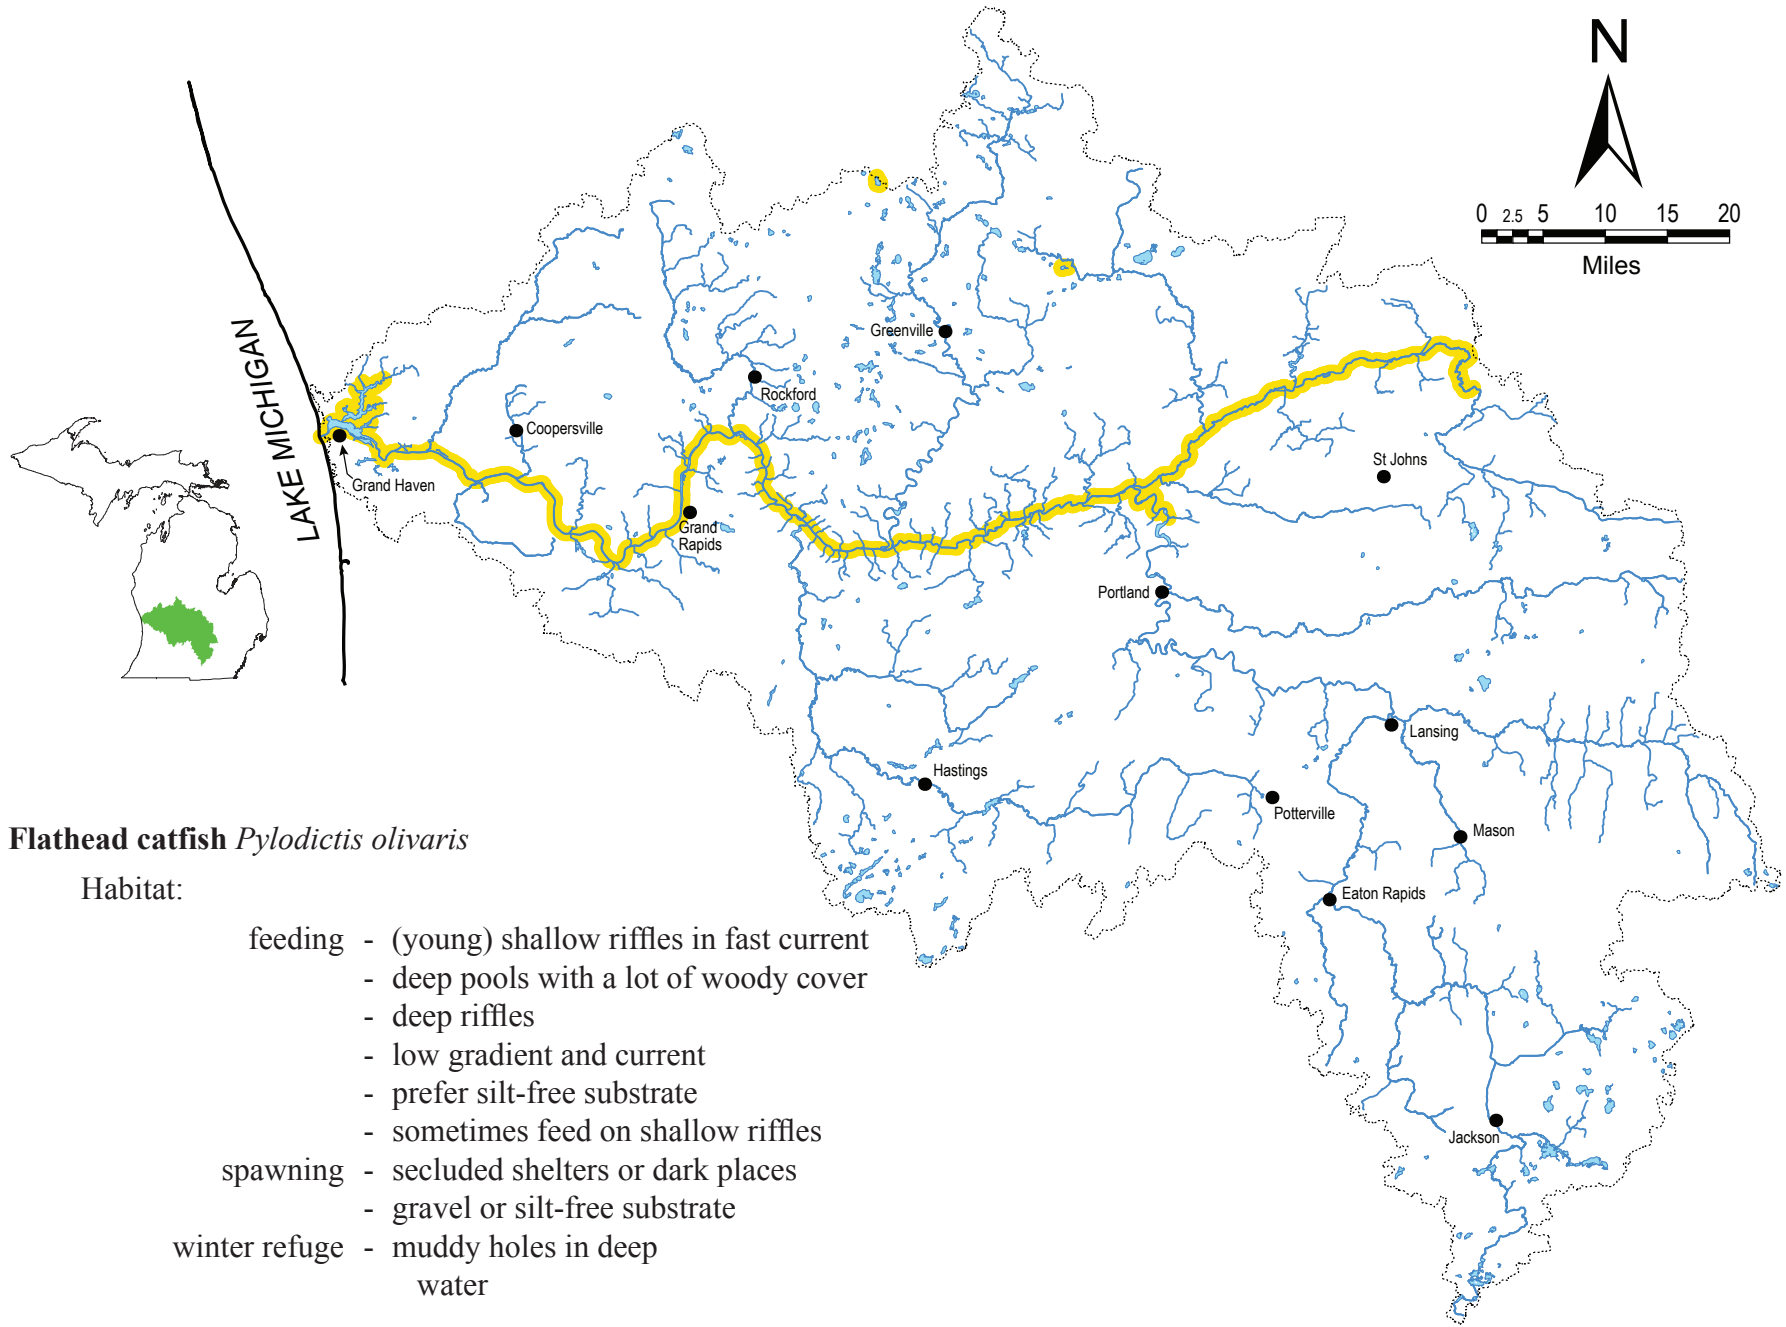 N
0 2.5 5 10 15 20
Miles
LAKE MICHIGAN
Greenville
Rockford
Coopersville
Grand Haven
Grand
Rapids
St Johns
Portland
Lansing
Hastings
Potterville
Mason
Eaton Rapids
Jackson
Flathead catfish Pylodictis olivaris
Habitat:
feeding - (young) shallow riffles in fast current
- deep pools with a lot of woody cover
- deep riffles
- low gradient and current
- prefer silt-free substrate
- sometimes feed on shallow riffles
spawning - secluded shelters or dark places
- gravel or silt-free substrate
winter refuge - muddy holes in deep
water